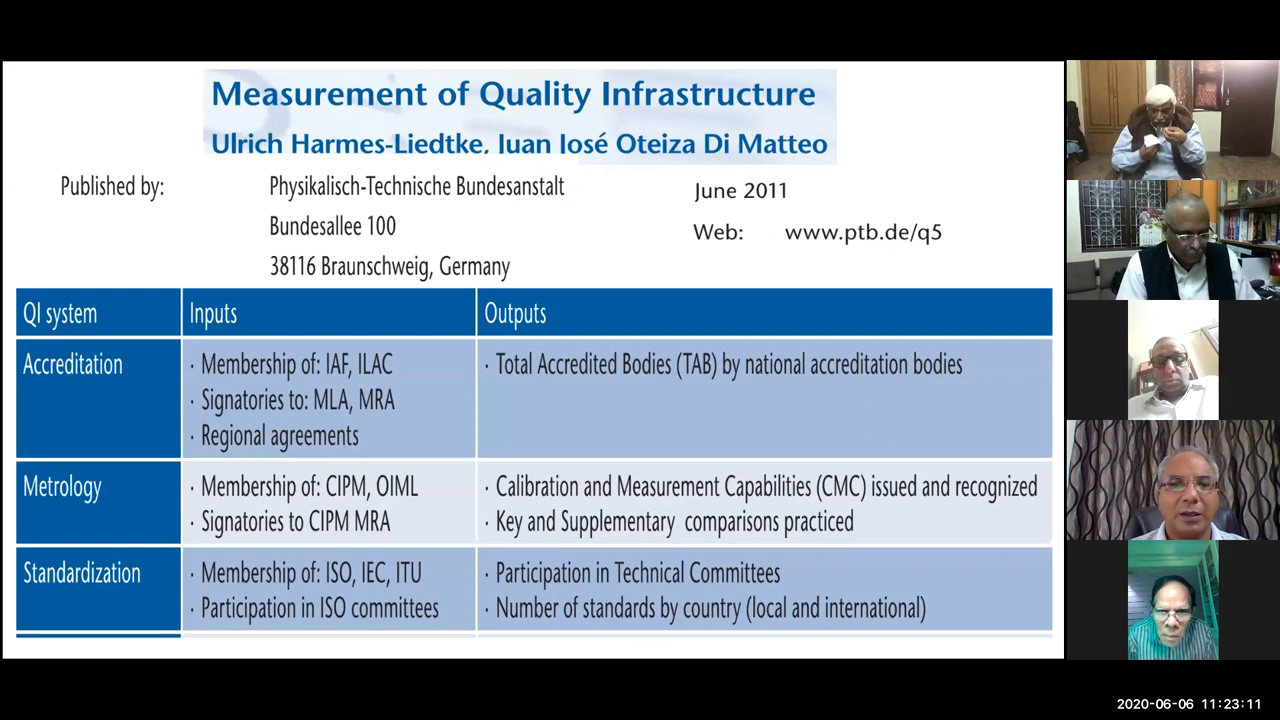 Measurement of Quality Infrastructure
Ulrich Harmes-Liedtke. Iuan Iosé Oteiza Di Matteo
Published by:
Physikalisch-Technische Bundesanstalt
Bundesallee 100
38116 Braunschweig, Germany
June 2011
Web: www.ptb.de/q5
QI system Inputs Outputs
Accreditation
· Membership of: IAF, ILAC
· Signatories to: MLA, MRA
· Regional agreements
· Total Accredited Bodies (TAB) by national accreditation bodies
Metrology
· Membership of: CIPM, OIML
· Signatories to CIPM MRA
· Calibration and Measurement Capabilities (CMC) issued and recognized
· Key and Supplementary comparisons practiced
Standardization
· Membership of: ISO, IEC, ITU
· Participation in ISO committees
· Participation in Technical Committees
· Number of standards by country (local and international)
2020-06-06 11:23:11